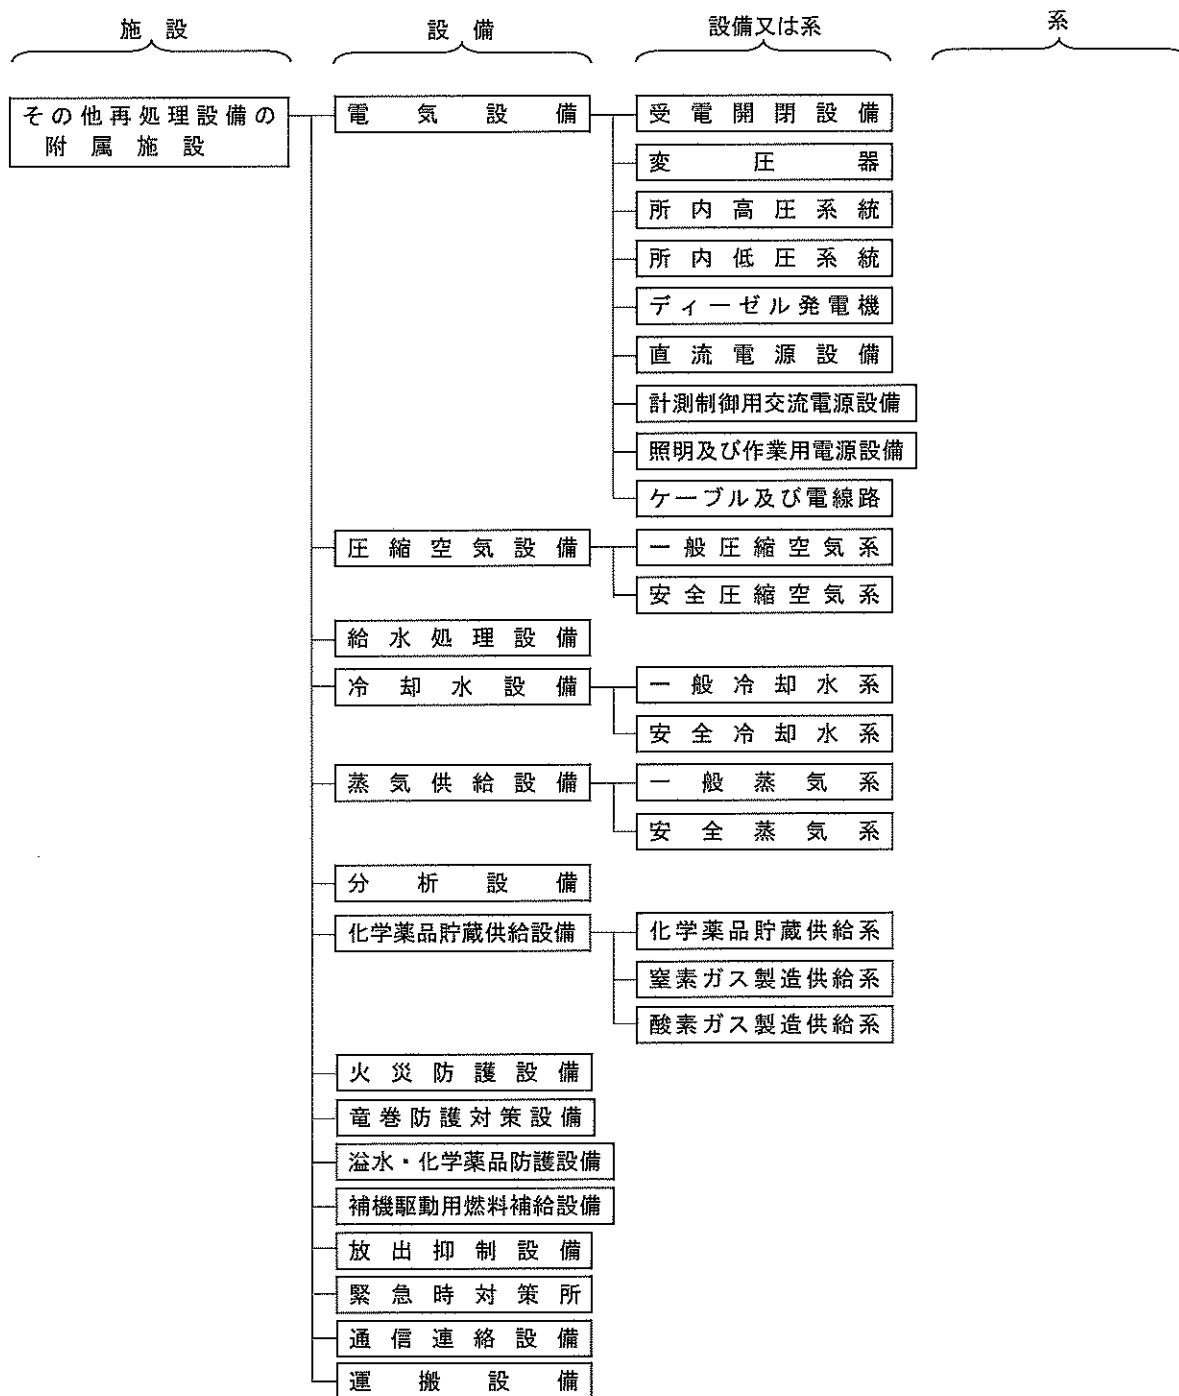 施設
設備
設備又は系
系
その他再処理設備の
附属施設
電気設備
受電開閉設備
変圧器
所内高圧系統
所内低圧系統
ディーゼル発電機
直流電源設備
計測制御用交流電源設備
照明及び作業用電源設備
ケーブル及び電線路
圧縮空気設備
一般圧縮空気系
安全圧縮空気系
給水処理設備
冷却水設備
一般冷却水系
安全冷却水系
蒸気供給設備
一般蒸気系
安全蒸気系
分析設備
化学薬品貯蔵供給設備
化学薬品貯蔵供給系
窒素ガス製造供給系
酸素ガス製造供給系
火災防護設備
竜巻防護対策設備
溢水・化学薬品防護設備
補機駆動用燃料補給設備
放出抑制設備
緊急時対策所
通信連絡設備
運搬設備